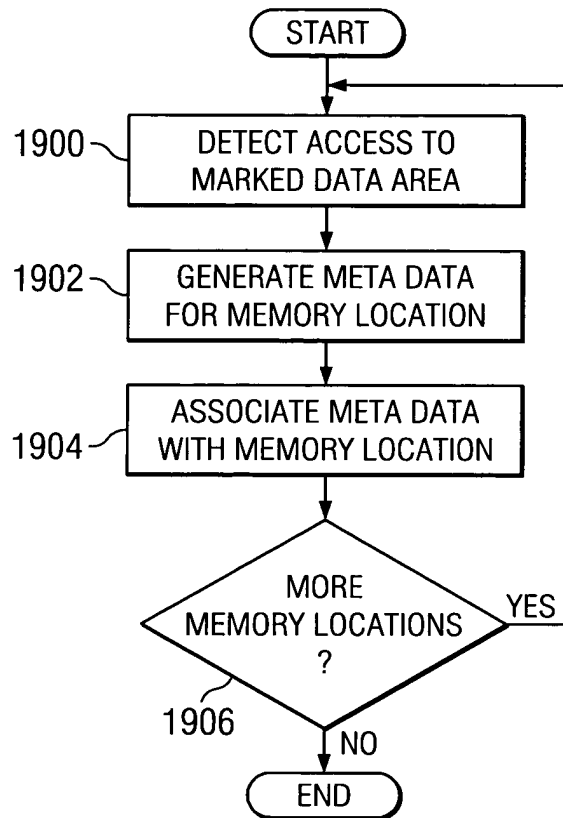 START
1900
DETECT ACCESS TO
MARKED DATA AREA
1902
GENERATE META DATA
FOR MEMORY LOCATION
1904
ASSOCIATE META DATA
WITH MEMORY LOCATION
MORE
MEMORY LOCATIONS
?
YES
1906
NO
END